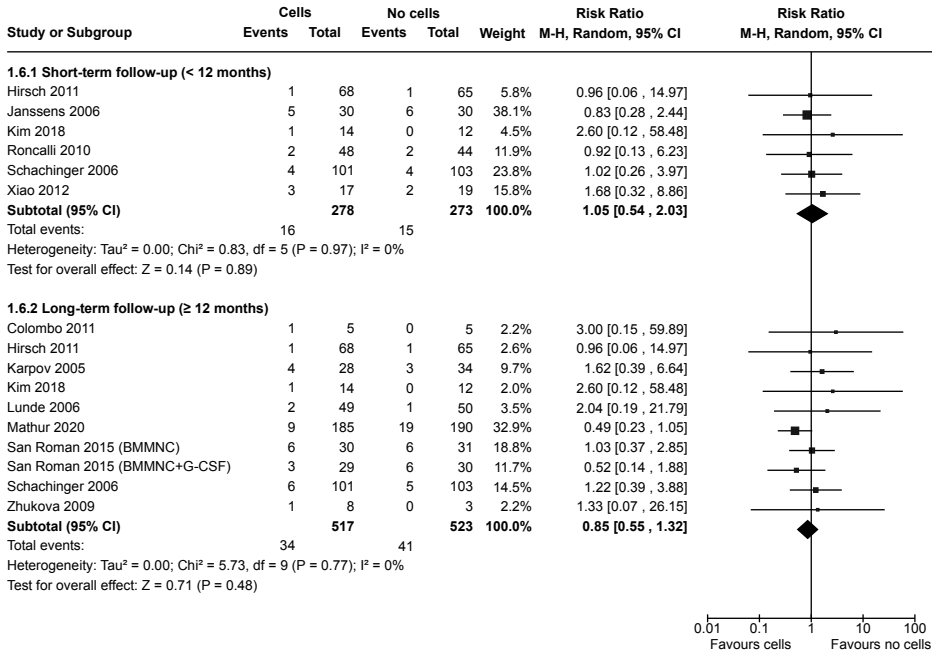 Cells No cells Risk Ratio Risk Ratio
Study or Subgroup Events Total Events Total Weight M-H, Random, 95% CI M-H, Random, 95% CI
1.6.1 Short-term follow-up (< 12 months)
Hirsch 2011 1 68 1 65 5.8% 0.96 [0.06 , 14.97]
Janssens 2006 5 30 6 30 38.1% 0.83 [0.28 , 2.44]
Kim 2018 1 14 0 12 4.5% 2.60 [0.12 , 58.48]
Roncalli 2010 2 48 2 44 11.9% 0.92 [0.13 , 6.23]
Schachinger 2006 4 101 4 103 23.8% 1.02 [0.26 , 3.97]
Xiao 2012 3 17 2 19 15.8% 1.68 [0.32 , 8.86]
Subtotal (95% CI) 278 273 100.0% 1.05 [0.54 , 2.03]
Total events: 16 15
Heterogeneity: Tau² = 0.00; Chi² = 0.83, df = 5 (P = 0.97); I² = 0%
Test for overall effect: Z = 0.14 (P = 0.89)
1.6.2 Long-term follow-up (≥ 12 months)
Colombo 2011 1 5 0 5 2.2% 3.00 [0.15 , 59.89]
Hirsch 2011 1 68 1 65 2.6% 0.96 [0.06 , 14.97]
Karpov 2005 4 28 3 34 9.7% 1.62 [0.39 , 6.64]
Kim 2018 1 14 0 12 2.0% 2.60 [0.12 , 58.48]
Lunde 2006 2 49 1 50 3.5% 2.04 [0.19 , 21.79]
Mathur 2020 9 185 19 190 32.9% 0.49 [0.23 , 1.05]
San Roman 2015 (BMMNC) 6 30 6 31 18.8% 1.03 [0.37 , 2.85]
San Roman 2015 (BMMNC+G-CSF) 3 29 6 30 11.7% 0.52 [0.14 , 1.88]
Schachinger 2006 6 101 5 103 14.5% 1.22 [0.39 , 3.88]
Zhukova 2009 1 8 0 3 2.2% 1.33 [0.07 , 26.15]
Subtotal (95% CI) 517 523 100.0% 0.85 [0.55 , 1.32]
Total events: 34 41
Heterogeneity: Tau² = 0.00; Chi² = 5.73, df = 9 (P = 0.77); I² = 0%
Test for overall effect: Z = 0.71 (P = 0.48)
0.01 0.1 1 10 100
Favours cells Favours no cells